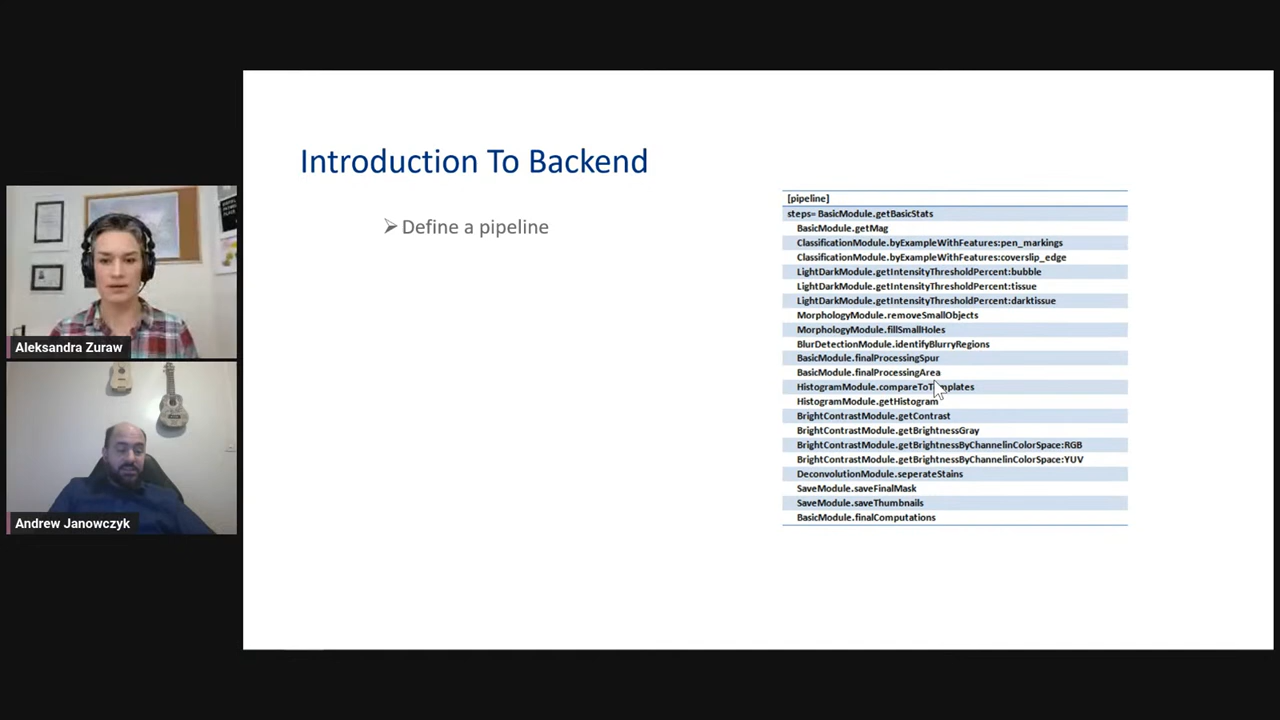 Introduction To Backend
Define a pipeline
[pipeline]
steps= BasicModule.getBasicStats
BasicModule.getMag
ClassificationModule.byExampleWithFeatures:pen_markings
ClassificationModule.byExampleWithFeatures:coverslip_edge
LightDarkModule.getIntensityThresholdPercent:bubble
LightDarkModule.getIntensityThresholdPercent:tissue
LightDarkModule.getIntensityThresholdPercent:darktissue
MorphologyModule.removeSmallObjects
MorphologyModule.fillSmallHoles
BlurDetectionModule.identifyBlurryRegions
BasicModule.finalProcessingSpur
BasicModule.finalProcessingArea
HistogramModule.compareToTemplates
HistogramModule.getHistogram
BrightContrastModule.getContrast
BrightContrastModule.getBrightnessGray
BrightContrastModule.getBrightnessByChannelinColorSpace:RGB
BrightContrastModule.getBrightnessByChannelinColorSpace:YUV
DeconvolutionModule.seperateStains
SaveModule.saveFinalMask
SaveModule.saveThumbnails
BasicModule.finalComputations
Aleksandra Zuraw
Andrew Janowczyk